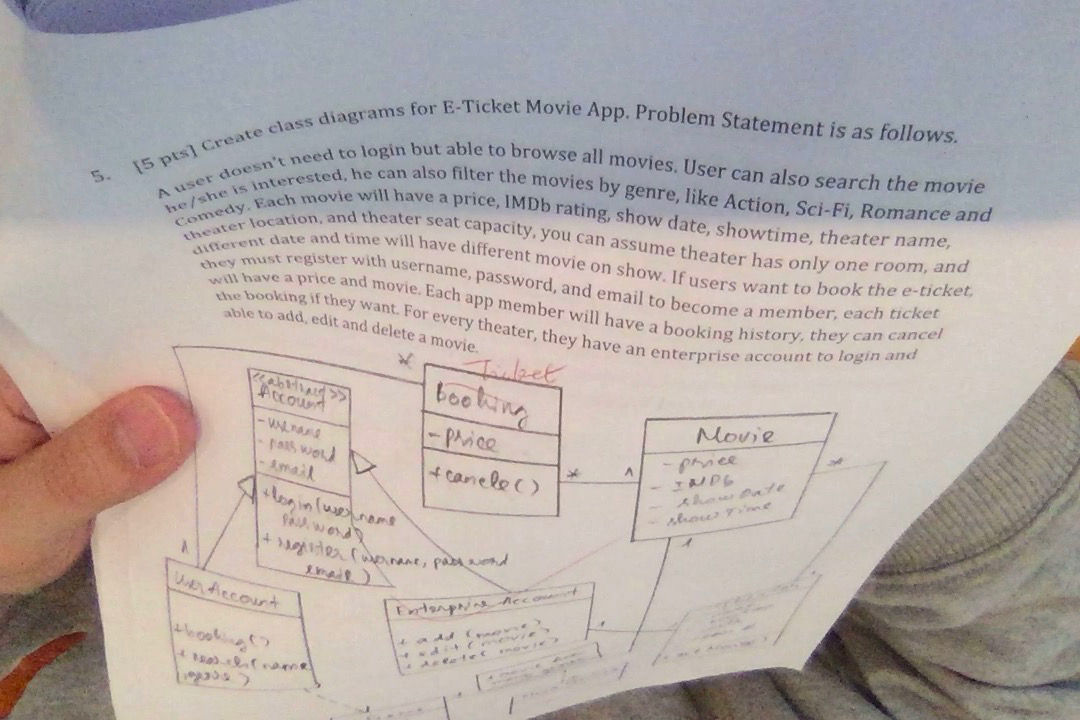 5. [5 pts] Create class diagrams for E-Ticket Movie App. Problem Statement is as follows.
A user doesn't need to login but able to browse all movies. User can also search the movie
he/she is interested, he can also filter the movies by genre, like Action, Sci-Fi, Romance and
Comedy. Each movie will have a price, IMDb rating, show date, showtime, theater name,
theater location, and theater seat capacity, you can assume theater has only one room, and
different date and time will have different movie on show. If users want to book the e-ticket,
they must register with username, password, and email to become a member, each ticket
will have a price and movie. Each app member will have a booking history, they can cancel
the booking if they want. For every theater, they have an enterprise account to login and
able to add, edit and delete a movie.
Ticket
<<abstract>>
Account
- username
- password
- email
+ login(username
password)
+ register (username, password
email)
Booking
- price
+ cancle()
*
*
1
Movie
- price
- IMDb
- show Date
- show Time
*
1
1
User Account
+ booking()
+ search(name
genre)
Enterprise Account
+ add (movie)
+ edit (movie)
+ delete( movie)